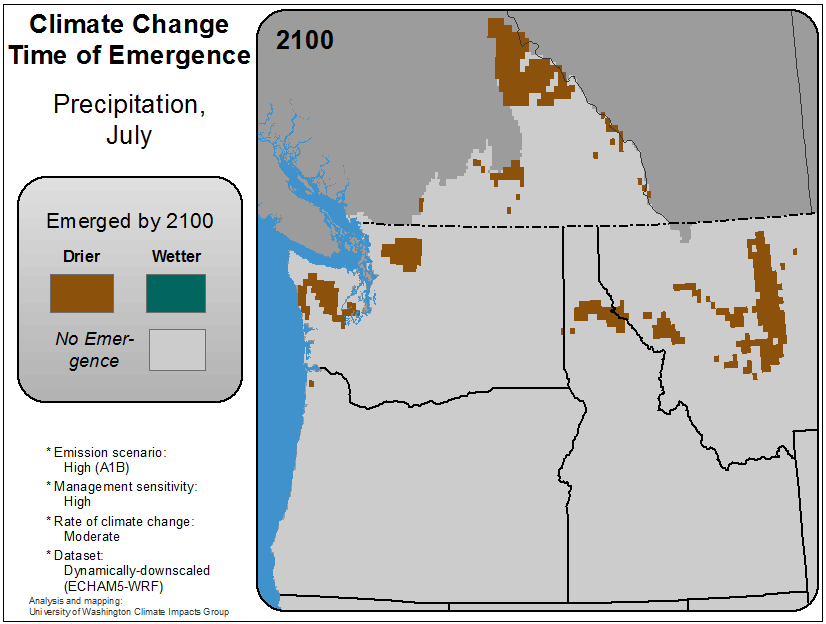 Climate Change
Time of Emergence
Precipitation,
July
2100
Emerged by 2100
Drier Wetter
No Emer-
gence
* Emission scenario:
High (A1B)
* Management sensitivity:
High
* Rate of climate change:
Moderate
* Dataset:
Dynamically-downscaled
(ECHAM5-WRF)
Analysis and mapping:
University of Washington Climate Impacts Group